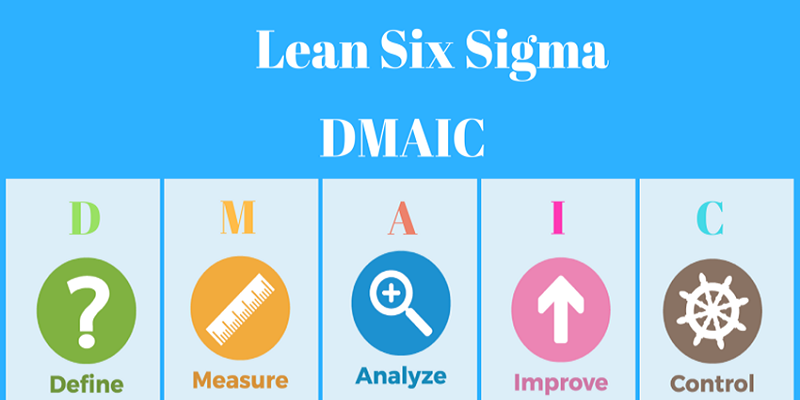 Lean Six Sigma
DMAIC
D M A I C
Define Measure Analyze Improve Control